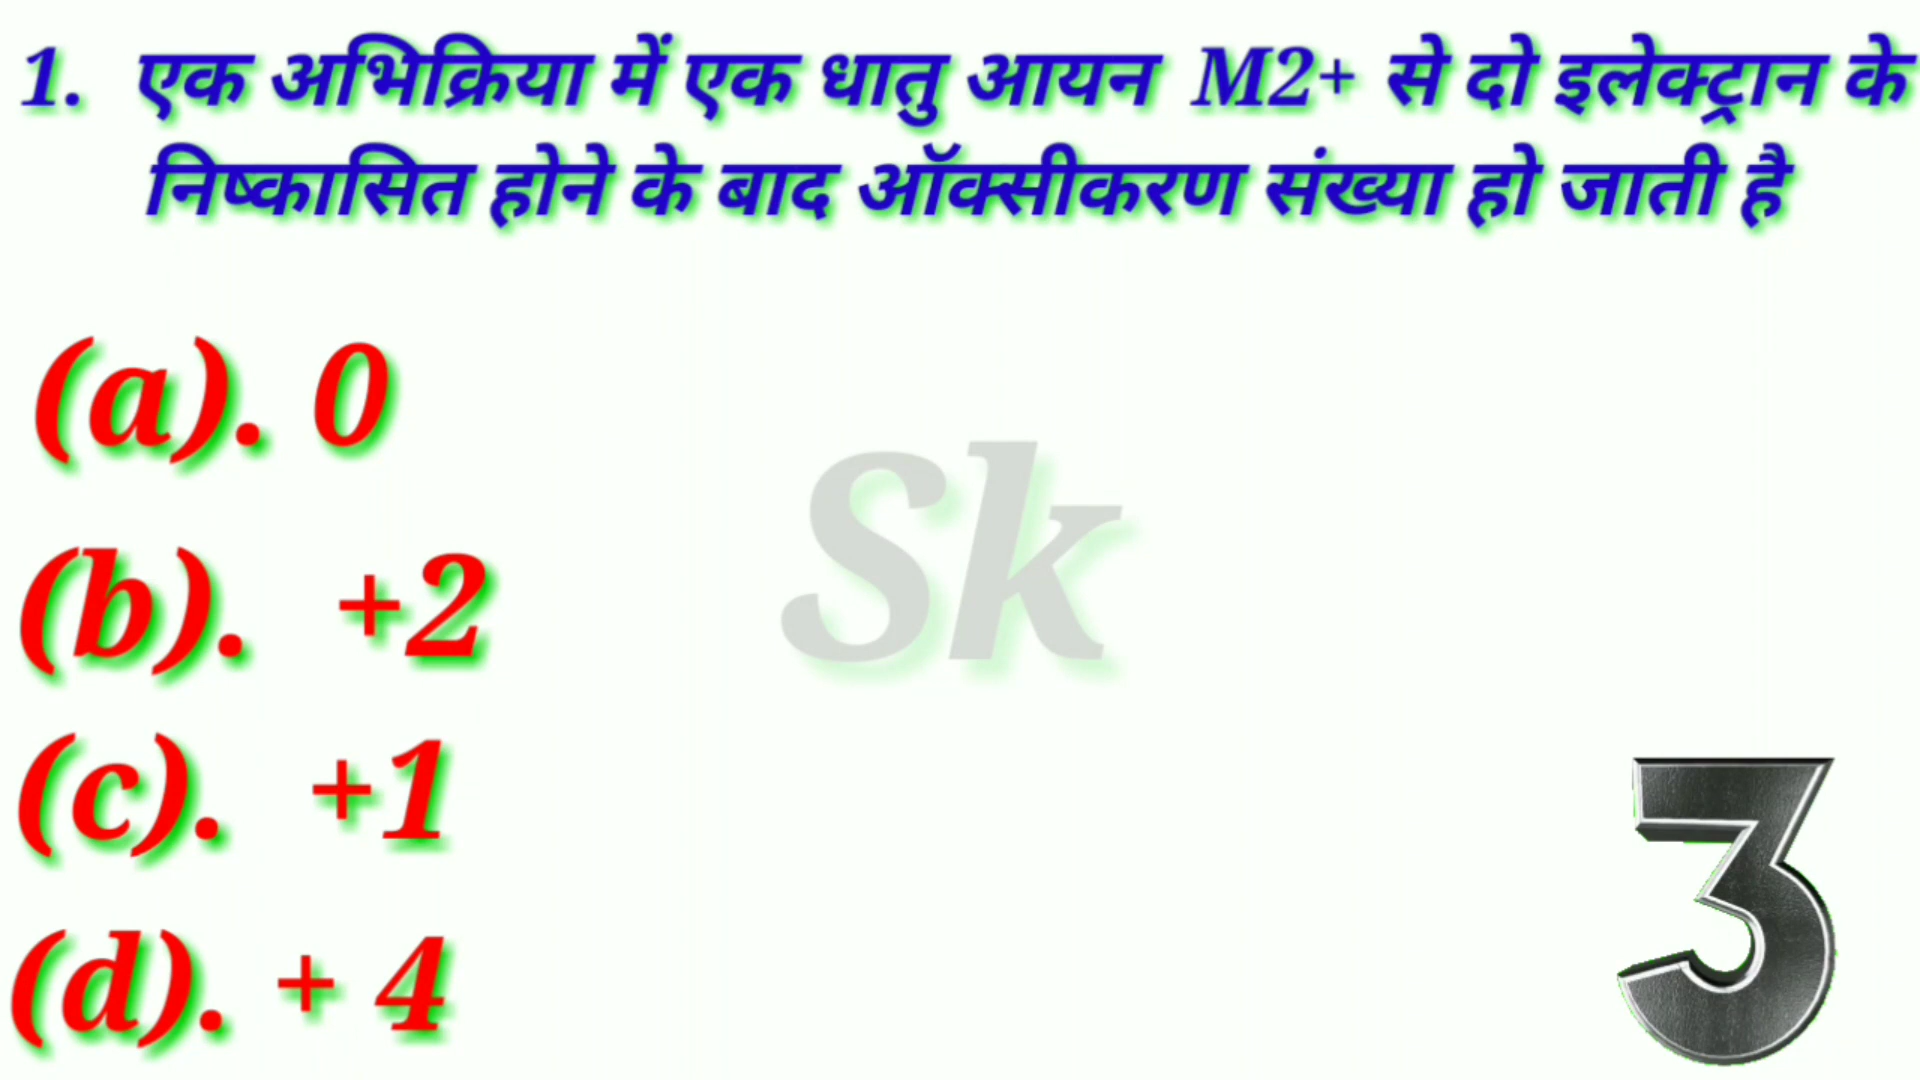 1. एक अभिक्रिया में एक धातु आयन M2+ से दो इलेक्ट्रान के
निष्कासित होने के बाद ऑक्सीकरण संख्या हो जाती है
(a). 0
Sk
(b). +2
(c). +1
3
(d). + 4